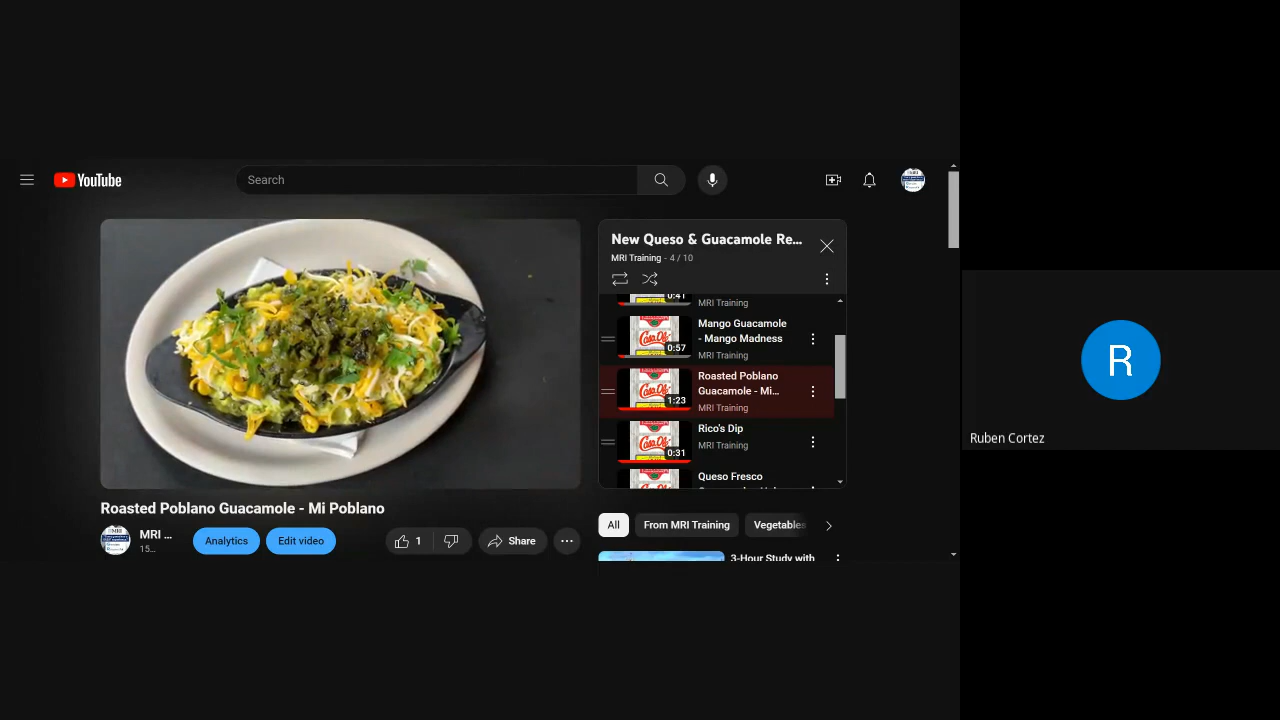 YouTube
Search
New Queso & Guacamole Re...
MRI Training - 4 / 10
0:41
MRI Training
Mango Guacamole
- Mango Madness
0:57
MRI Training
Roasted Poblano
Guacamole - Mi...
1:23
MRI Training
Rico's Dip
0:31
MRI Training
Queso Fresco
Casa Olé
Roasted Poblano Guacamole - Mi Poblano
MRI ...
15...
Analytics
Edit video
1
Share
All
From MRI Training
Vegetables
3-Hour Study with
R
Ruben Cortez